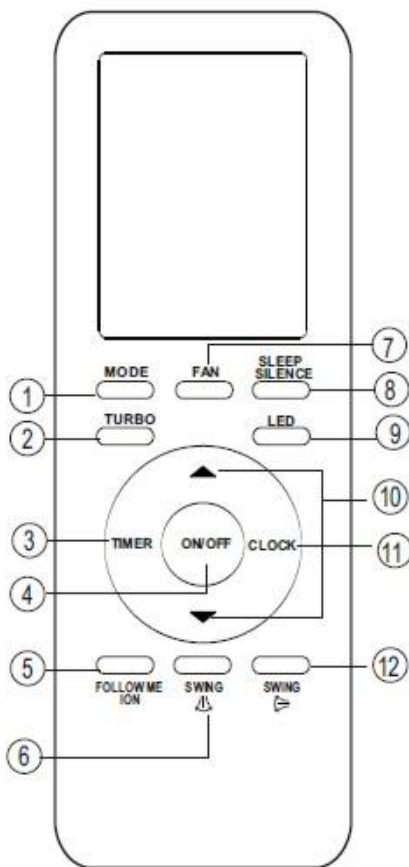 7
SLEEP
MODE FAN SILENCE
1 8
TURBO LED
2 9
10
3 TIMER ON/OFF CLOCK 11
4
5 12
FOLLOW ME SWING SWING
ION
6